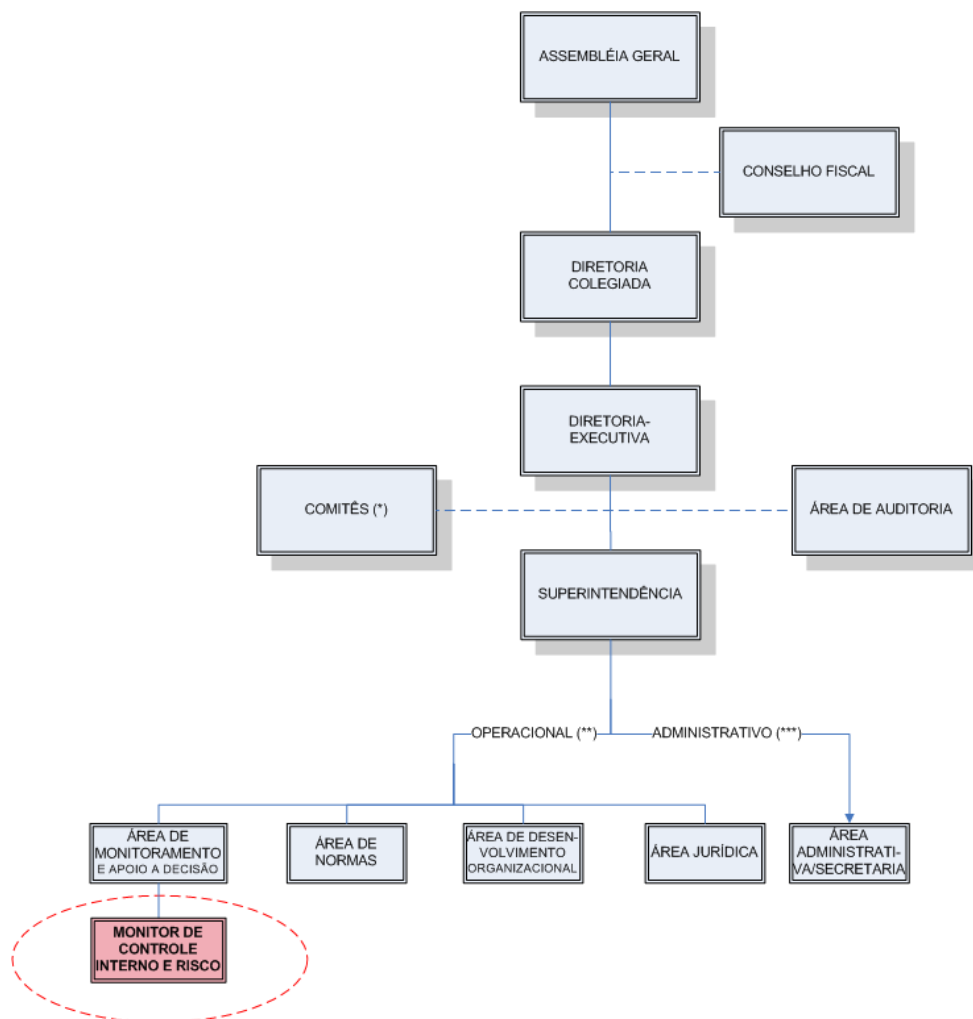 ASSEMBLÉIA GERAL
CONSELHO FISCAL
DIRETORIA
COLEGIADA
DIRETORIA-
EXECUTIVA
COMITÊS (*)
ÁREA DE AUDITORIA
SUPERINTENDÊNCIA
OPERACIONAL (**)
ADMINISTRATIVO (***)
ÁREA DE
MONITORAMENTO
E APOIO A DECISÃO
ÁREA DE
NORMAS
ÁREA DE DESEN-
VOLVIMENTO
ORGANIZACIONAL
ÁREA JURÍDICA
ÁREA
ADMINISTRATI-
VA/SECRETARIA
MONITOR DE
CONTROLE
INTERNO E RISCO